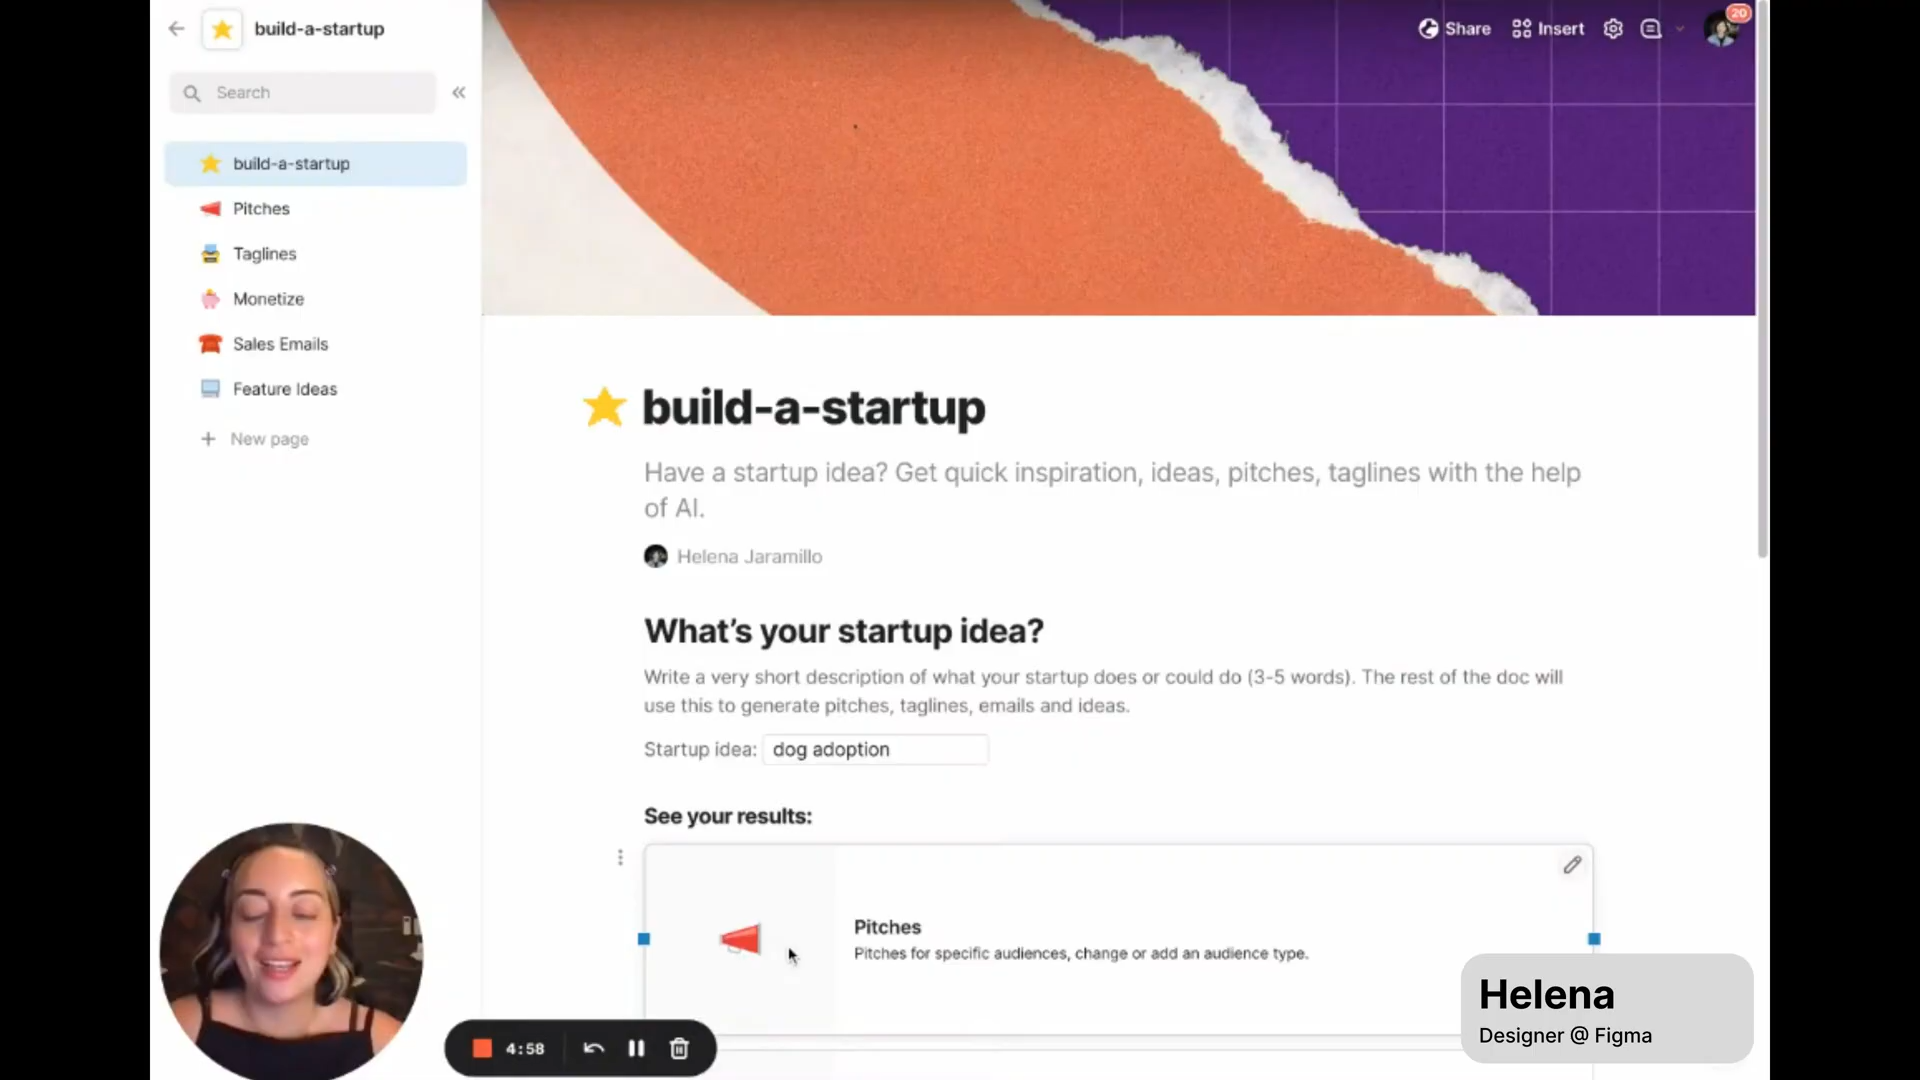 build-a-startup
Share
Insert
20
Search
build-a-startup
Pitches
Taglines
Monetize
Sales Emails
Feature Ideas
New page
build-a-startup
Have a startup idea? Get quick inspiration, ideas, pitches, taglines with the help
of AI.
Helena Jaramillo
What's your startup idea?
Write a very short description of what your startup does or could do (3-5 words). The rest of the doc will
use this to generate pitches, taglines, emails and ideas.
Startup idea: dog adoption
See your results:
Pitches
Pitches for specific audiences, change or add an audience type.
4:58
Helena
Designer @ Figma